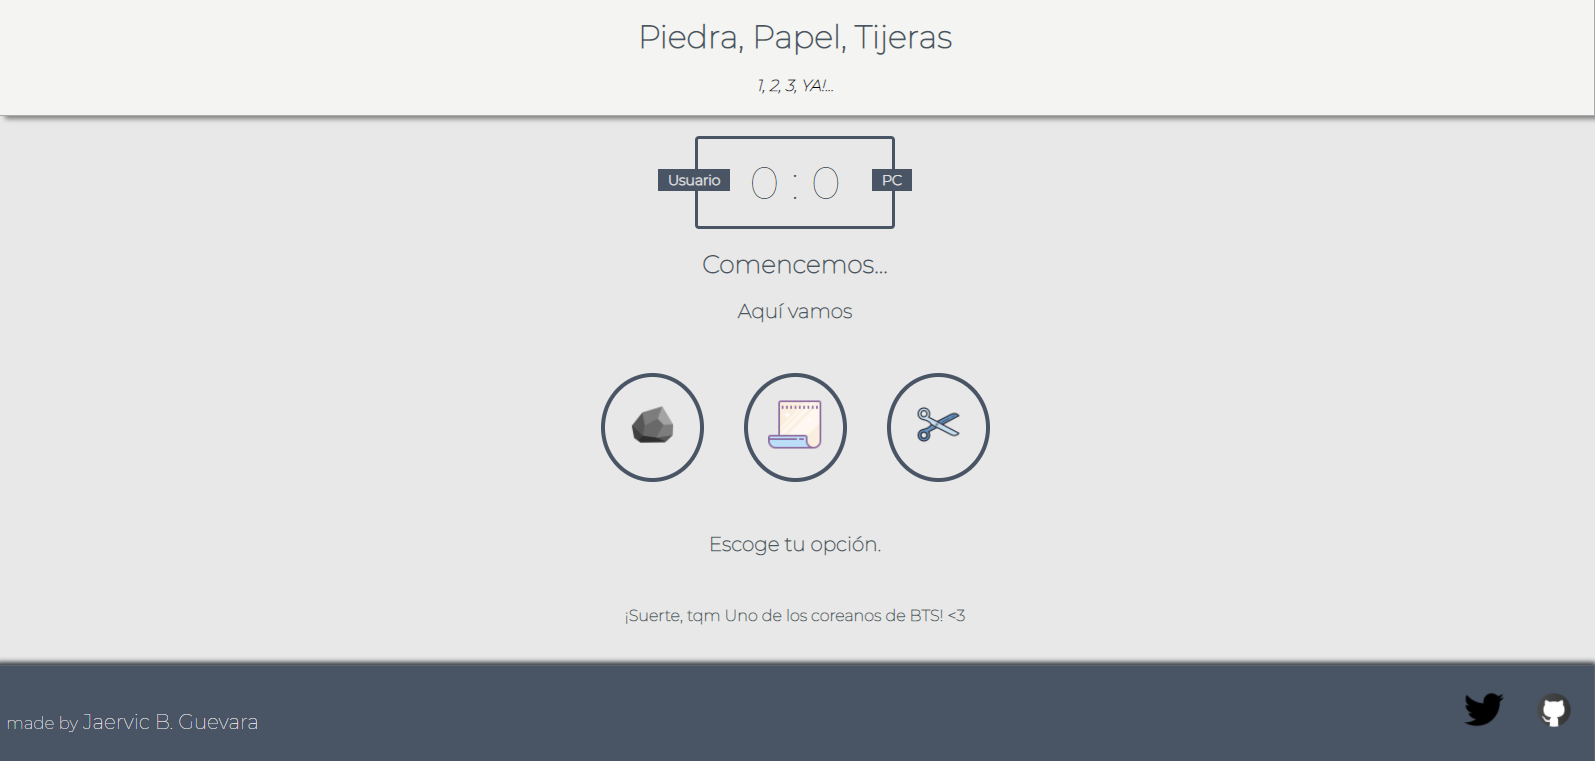 Piedra, Papel, Tijeras
1, 2, 3, YA!...
Usuario 0 : 0 PC
Comencemos...
Aquí vamos
Escoge tu opción.
¡Suerte, tqm Uno de los coreanos de BTS! <3
made by Jaervic B. Guevara